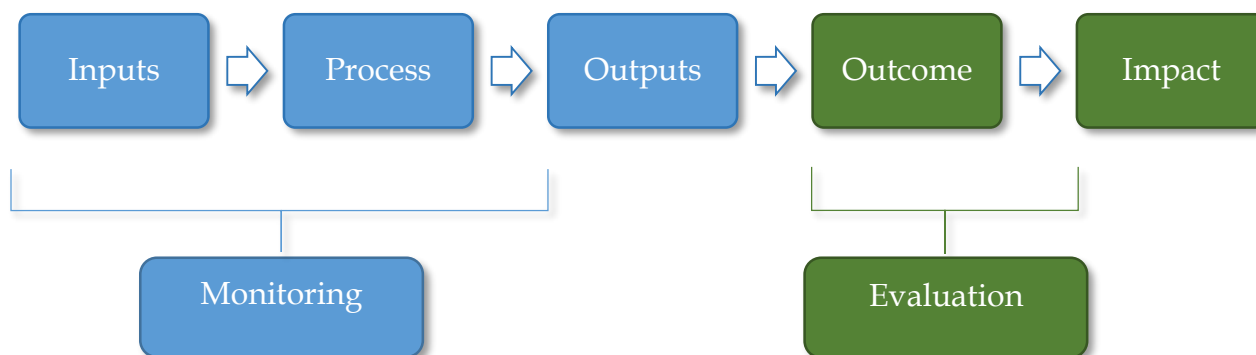 Inputs
Process
Outputs
Outcome
Impact
Monitoring
Evaluation